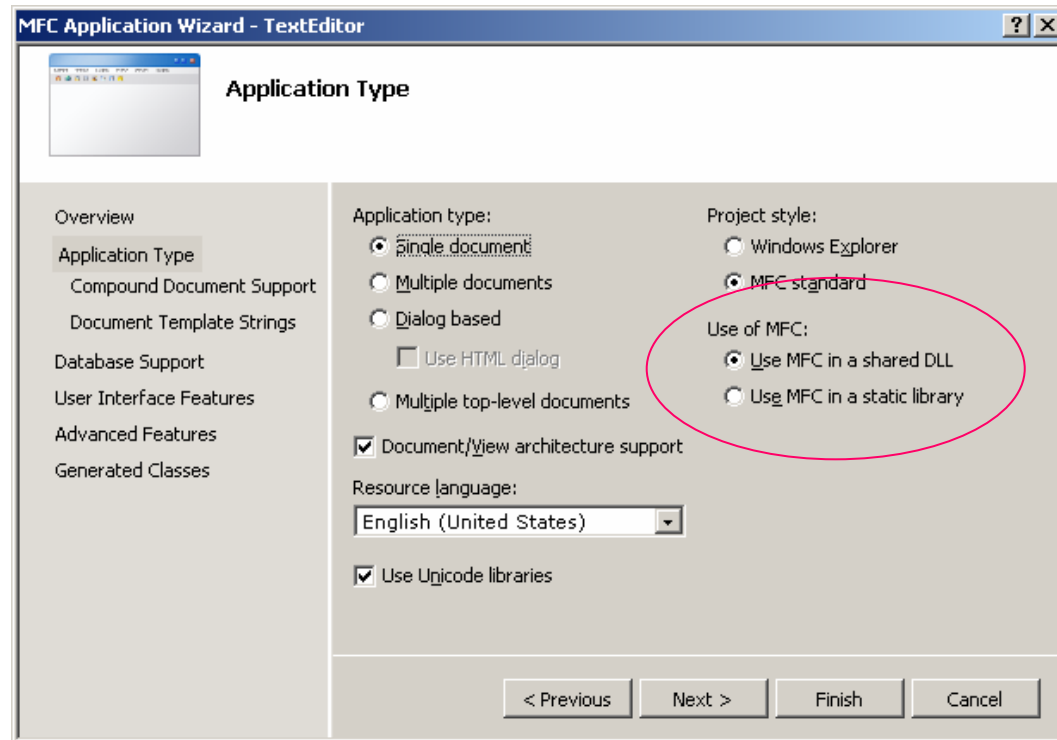 MFC Application Wizard - TextEditor
Application Type
Overview
Application Type
Compound Document Support
Document Template Strings
Database Support
User Interface Features
Advanced Features
Generated Classes
Application type:
Single document
Multiple documents
Dialog based
Use HTML dialog
Multiple top-level documents
Document/View architecture support
Resource language:
English (United States)
Use Unicode libraries
Project style:
Windows Explorer
MFC standard
Use of MFC:
Use MFC in a shared DLL
Use MFC in a static library
< Previous
Next >
Finish
Cancel